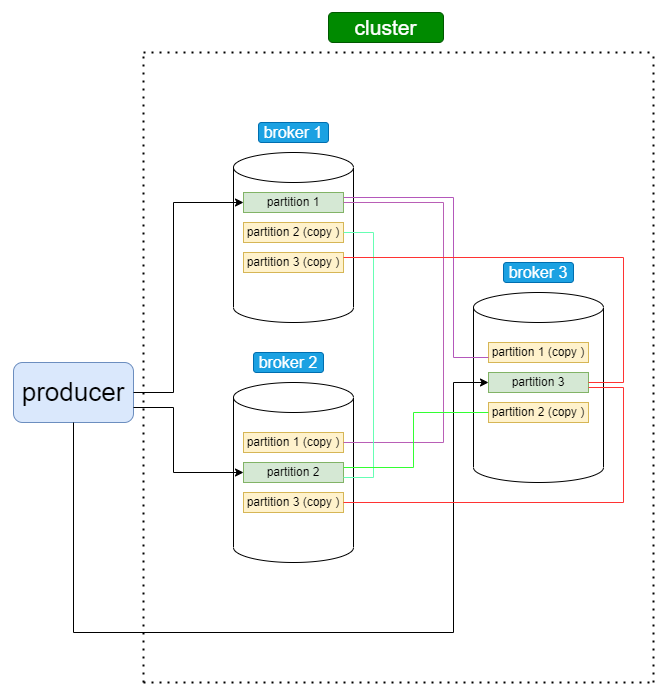 cluster
broker 1
partition 1
partition 2 (copy )
partition 3 (copy )
broker 3
partition 1 (copy )
partition 3
partition 2 (copy )
broker 2
partition 1 (copy )
partition 2
partition 3 (copy )
producer